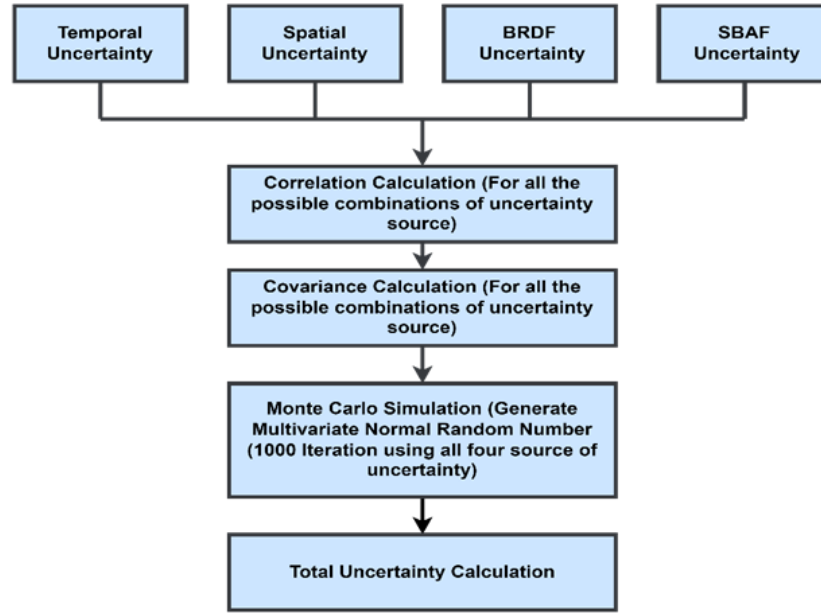 Temporal
Uncertainty
Spatial
Uncertainty
BRDF
Uncertainty
SBAF
Uncertainty
Correlation Calculation (For all the
possible combinations of uncertainty
source)
Covariance Calculation (For all the
possible combinations of uncertainty
source)
Monte Carlo Simulation (Generate
Multivariate Normal Random Number
(1000 Iteration using all four source of
uncertainty)
Total Uncertainty Calculation